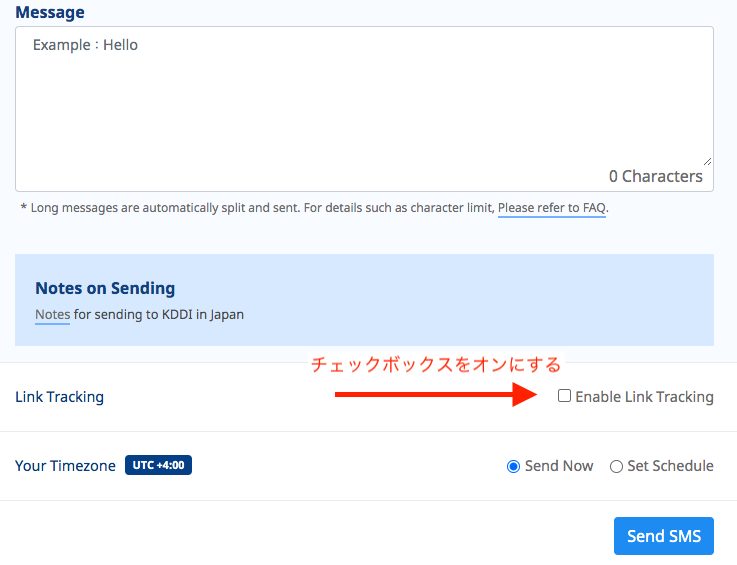 Message
Example : Hello
0 Characters
* Long messages are automatically split and sent. For details such as character limit, Please refer to FAQ.
Notes on Sending
Notes for sending to KDDI in Japan
チェックボックスをオンにする
Link Tracking
Enable Link Tracking
Your Timezone UTC +4:00
Send Now Set Schedule
Send SMS